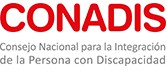 CONADIS
Consejo Nacional para la Integración
de la Persona con Discapacidad